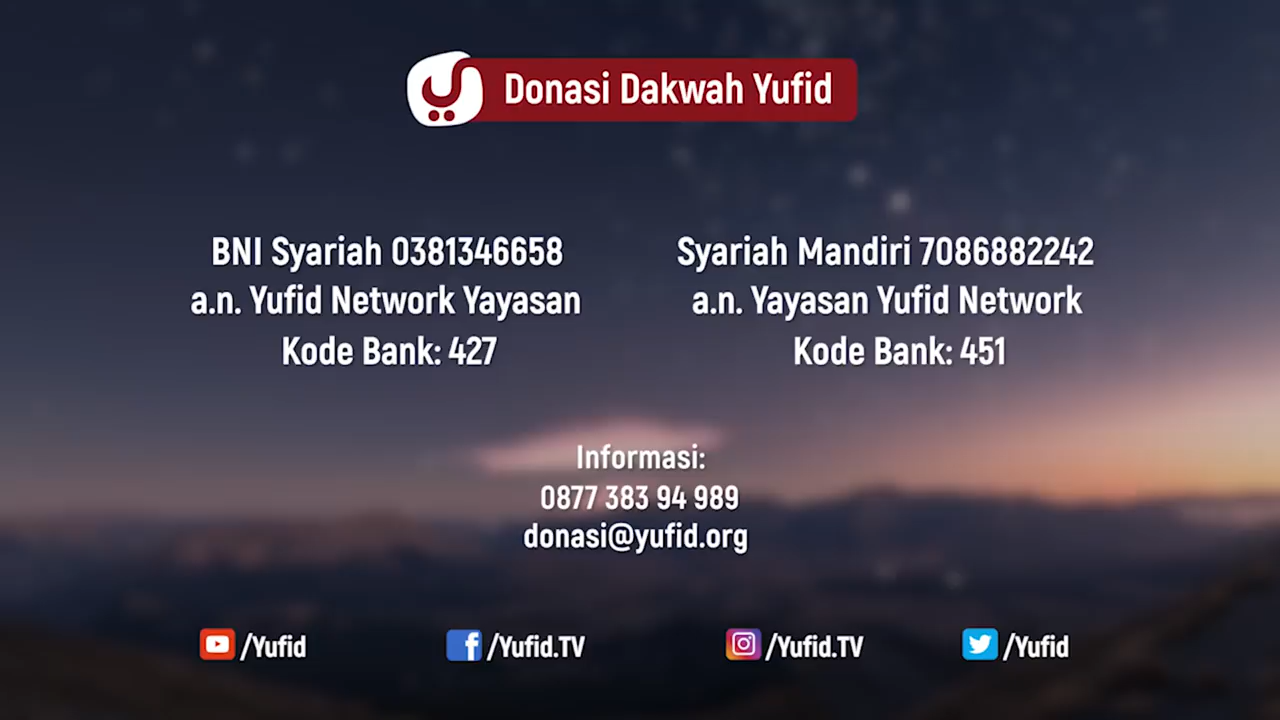 Donasi Dakwah Yufid
BNI Syariah 0381346658
a.n. Yufid Network Yayasan
Kode Bank: 427
Syariah Mandiri 7086882242
a.n. Yayasan Yufid Network
Kode Bank: 451
Informasi:
0877 383 94 989
donasi@yufid.org
/Yufid
/Yufid.TV
/Yufid.TV
/Yufid